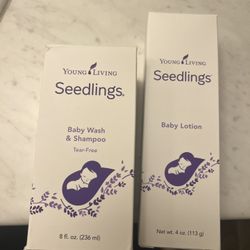 Young Living
Seedlings®
Baby Wash
& Shampoo
Tear-Free
8 fl. oz. (236 ml)
Young Living
Seedlings
Baby Lotion
Net wt. 4 oz. (113 g)